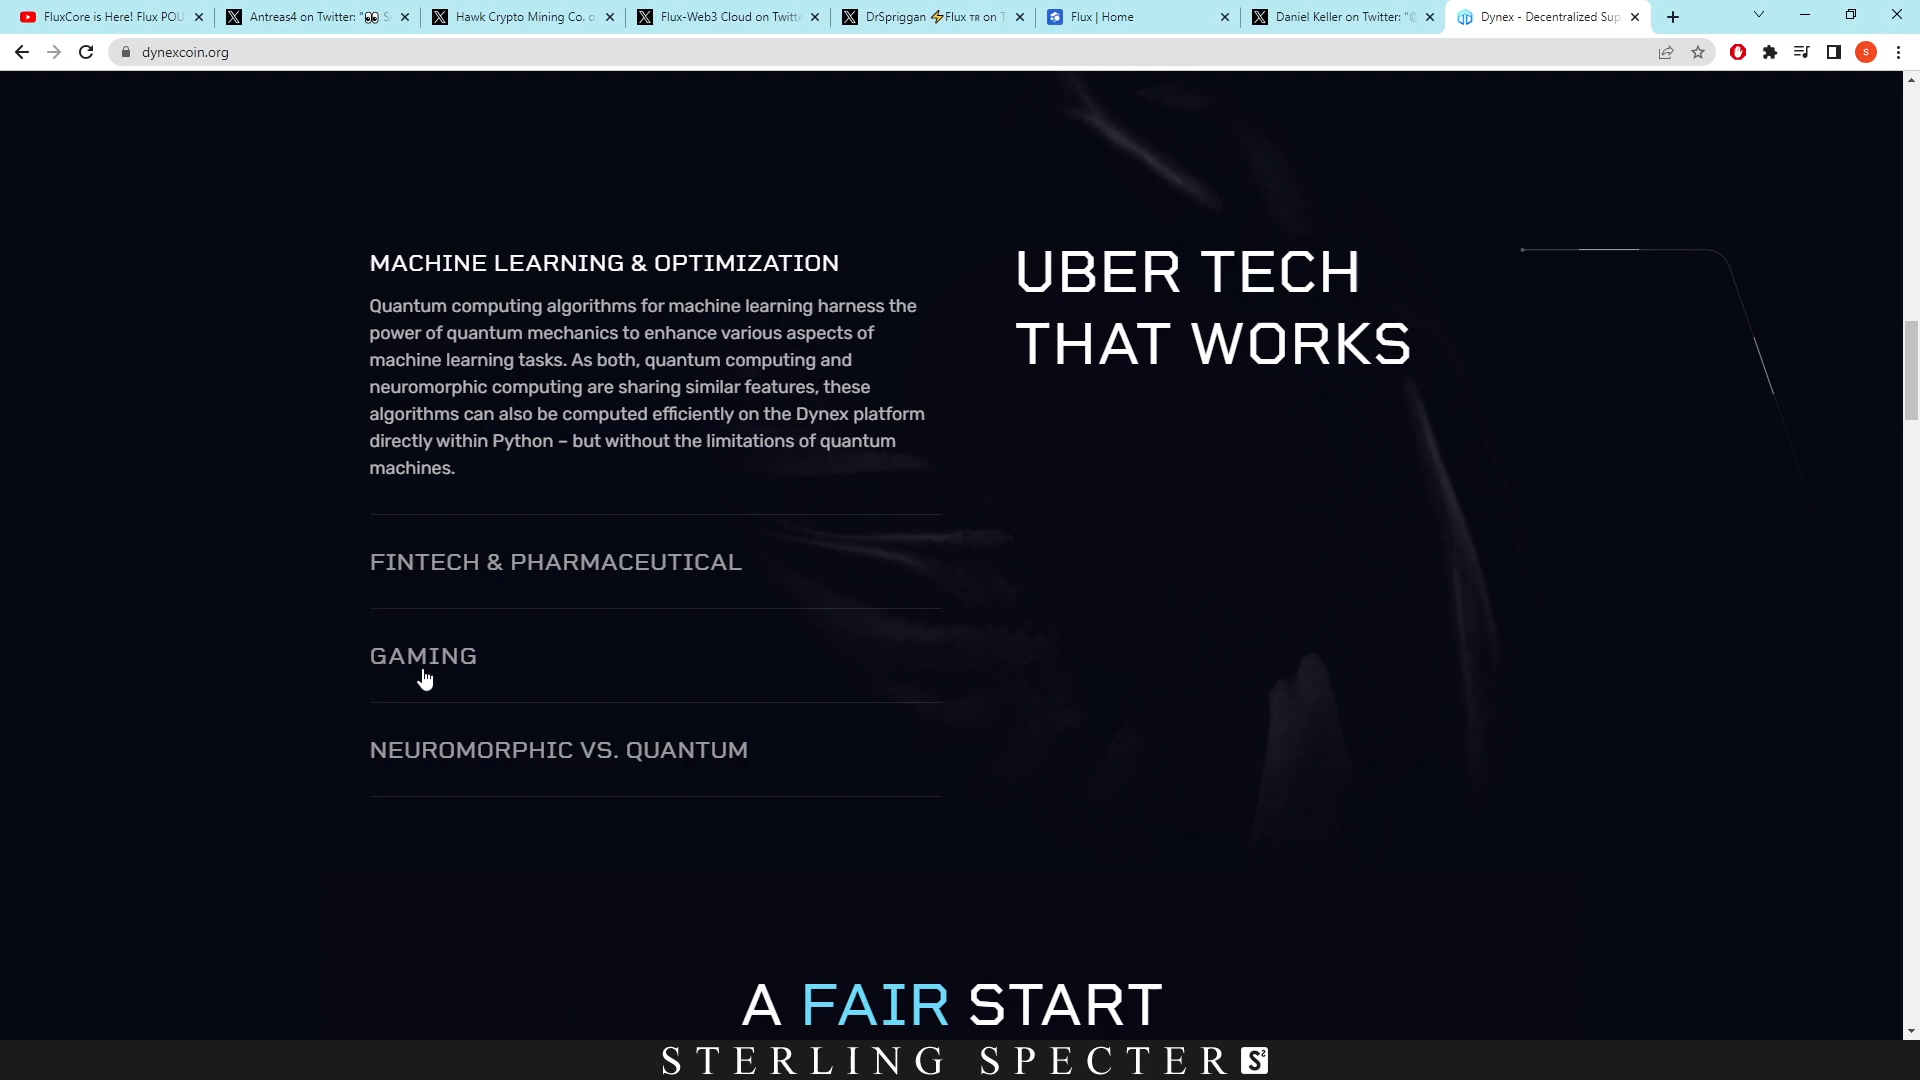 FluxCore is Here! Flux POU
Antreas4 on Twitter: "👀 S
Hawk Crypto Mining Co. o
Flux-Web3 Cloud on Twitte
DrSpriggan ⚡Flux ᴛʀ on T
Flux | Home
Daniel Keller on Twitter: "@
Dynex - Decentralized Sup
dynexcoin.org
S
MACHINE LEARNING & OPTIMIZATION
Quantum computing algorithms for machine learning harness the
power of quantum mechanics to enhance various aspects of
machine learning tasks. As both, quantum computing and
neuromorphic computing are sharing similar features, these
algorithms can also be computed efficiently on the Dynex platform
directly within Python – but without the limitations of quantum
machines.
FINTECH & PHARMACEUTICAL
GAMING
NEUROMORPHIC VS. QUANTUM
UBER TECH
THAT WORKS
A FAIR START
STERLING SPECTER S²